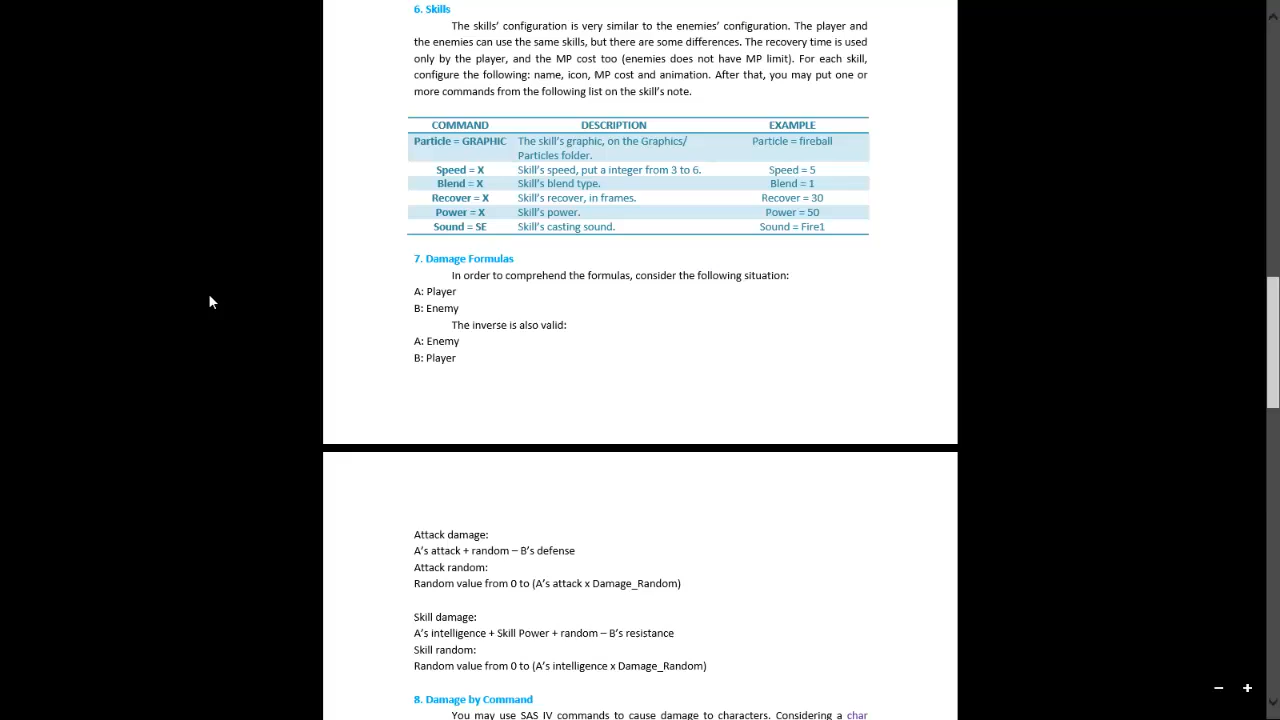 6. Skills
The skills’ configuration is very similar to the enemies’ configuration. The player and
the enemies can use the same skills, but there are some differences. The recovery time is used
only by the player, and the MP cost too (enemies does not have MP limit). For each skill,
configure the following: name, icon, MP cost and animation. After that, you may put one or
more commands from the following list on the skill’s note.
COMMAND DESCRIPTION EXAMPLE
Particle = GRAPHIC The skill’s graphic, on the Graphics/ Particle = fireball
Particles folder.
Speed = X Skill’s speed, put a integer from 3 to 6. Speed = 5
Blend = X Skill’s blend type. Blend = 1
Recover = X Skill’s recover, in frames. Recover = 30
Power = X Skill’s power. Power = 50
Sound = SE Skill’s casting sound. Sound = Fire1
7. Damage Formulas
In order to comprehend the formulas, consider the following situation:
A: Player
B: Enemy
The inverse is also valid:
A: Enemy
B: Player
Attack damage:
A’s attack + random – B’s defense
Attack random:
Random value from 0 to (A’s attack x Damage_Random)
Skill damage:
A’s intelligence + Skill Power + random – B’s resistance
Skill random:
Random value from 0 to (A’s intelligence x Damage_Random)
8. Damage by Command
You may use SAS IV commands to cause damage to characters. Considering a char